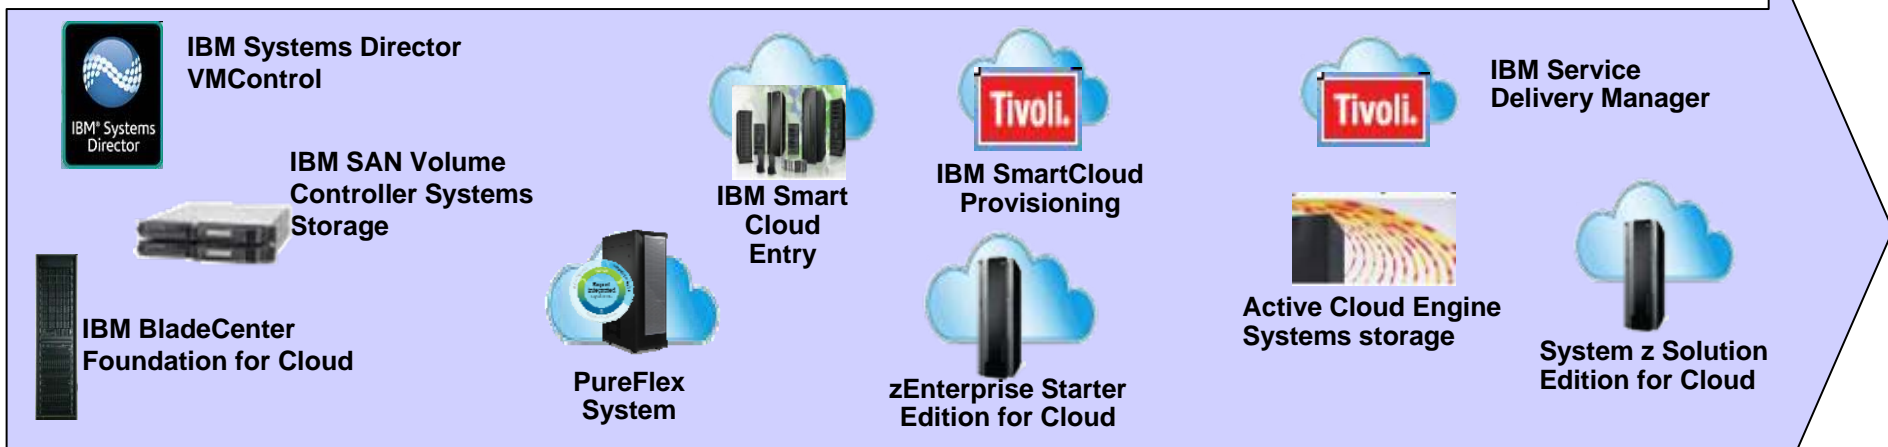 IBM Systems Director
VMControl
IBM® Systems
Director
IBM SAN Volume
Controller Systems
Storage
IBM BladeCenter
Foundation for Cloud
PureFlex
System
IBM Smart
Cloud
Entry
Tivoli.
IBM SmartCloud
Provisioning
zEnterprise Starter
Edition for Cloud
Tivoli.
IBM Service
Delivery Manager
Active Cloud Engine
Systems storage
System z Solution
Edition for Cloud